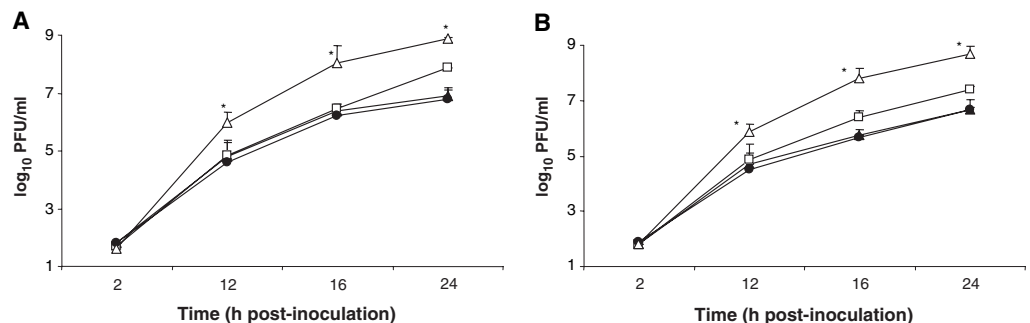 A
9
7
5
3
1
log10 PFU/ml
* * *
2 12 16 24
Time (h post-inoculation)
B
9
7
5
3
1
log10 PFU/ml
* * *
2 12 16 24
Time (h post-inoculation)